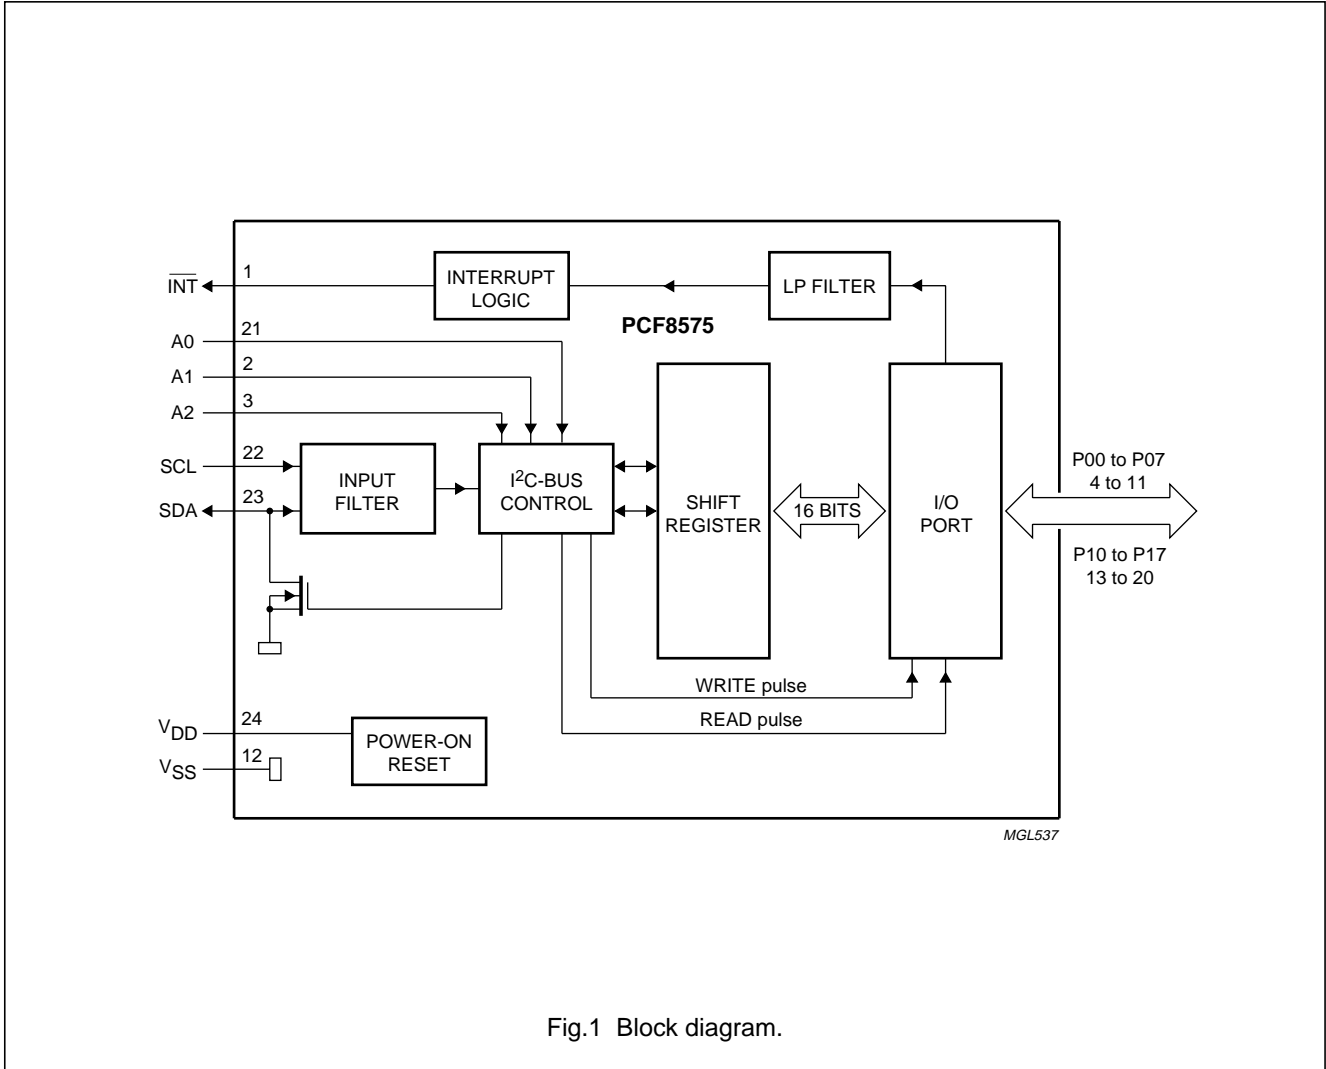 INT
1
INTERRUPT
LOGIC
LP FILTER
PCF8575
A0
21
A1
2
A2
3
SCL
22
SDA
23
INPUT
FILTER
I²C-BUS
CONTROL
SHIFT
REGISTER
16 BITS
I/O
PORT
P00 to P07
4 to 11
P10 to P17
13 to 20
WRITE pulse
READ pulse
VDD
24
VSS
12
POWER-ON
RESET
MGL537
Fig.1 Block diagram.